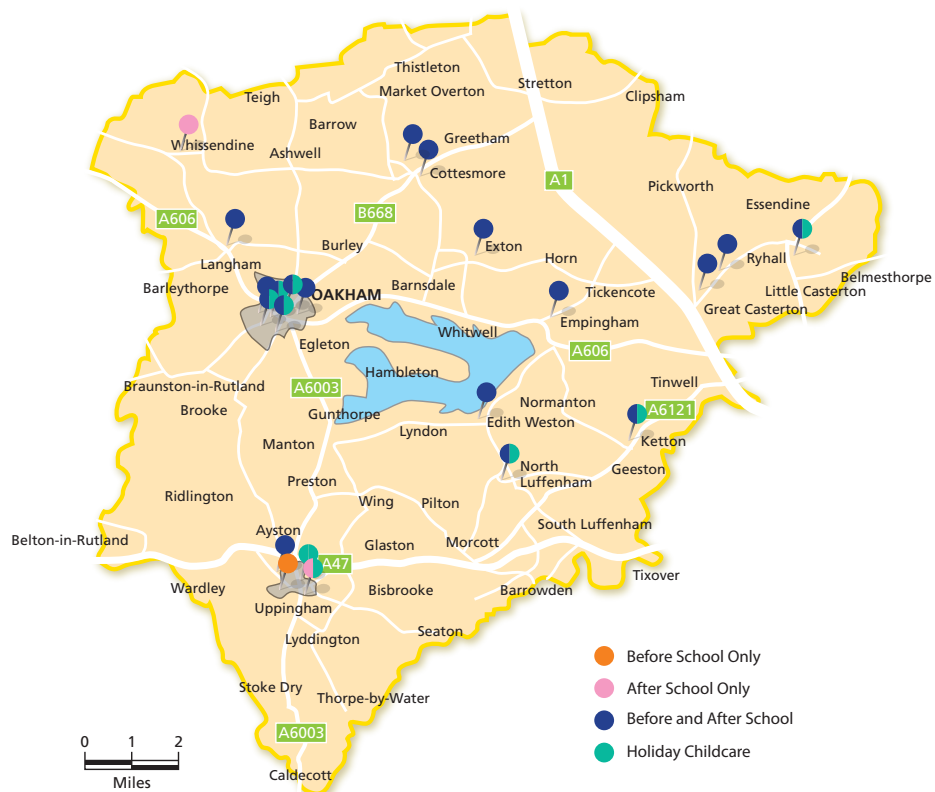 Thistleton
Stretton
Market Overton
Clipsham
Teigh
Barrow
Greetham
Whissendine
Ashwell
Cottesmore
A1
Pickworth
Essendine
A606
B668
Burley
Exton
Horn
Ryhall
Langham
Belmesthorpe
Barleythorpe
OAKHAM
Barnsdale
Tickencote
Little Casterton
Great Casterton
Empingham
Whitwell
Egleton
A606
Hambleton
Tinwell
Braunston-in-Rutland
A6003
Normanton
A6121
Brooke
Gunthorpe
Edith Weston
Lyndon
Ketton
Manton
North
Luffenham
Geeston
Preston
Ridlington
Wing
Pilton
South Luffenham
Ayston
Belton-in-Rutland
Glaston
Morcott
A47
Tixover
Wardley
Bisbrooke
Barrowden
Uppingham
Seaton
Lyddington
Before School Only
Stoke Dry
After School Only
Thorpe-by-Water
Before and After School
A6003
Holiday Childcare
0 1 2
Miles
Caldecott